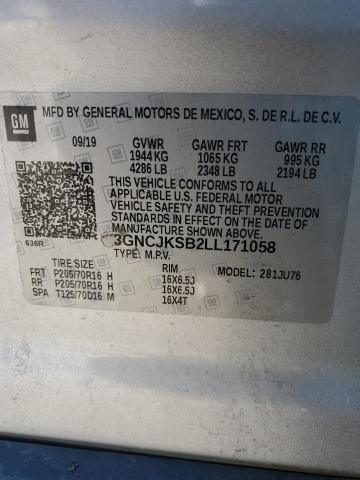 GM MFD BY GENERAL MOTORS DE MEXICO, S. DE R.L. DE C.V.
09/19 GVWR GAWR FRT GAWR RR
1944 KG 1065 KG 995 KG
4286 LB 2348 LB 2194 LB
THIS VEHICLE CONFORMS TO ALL
APPLICABLE U.S. FEDERAL MOTOR
VEHICLE SAFETY AND THEFT
PREVENTION STANDARDS IN EFFECT
ON THE DATE OF
MANUFACTURE SHOWN ABOVE.
636R 3GNCJKSB2LL171058
TYPE: M.P.V.
TIRE SIZE RIM MODEL: 281JU76
FRT P205/70R16 H 16X6.5J
RR P205/70R16 H 16X6.5J
SPA T125/70D16 M 16X4T